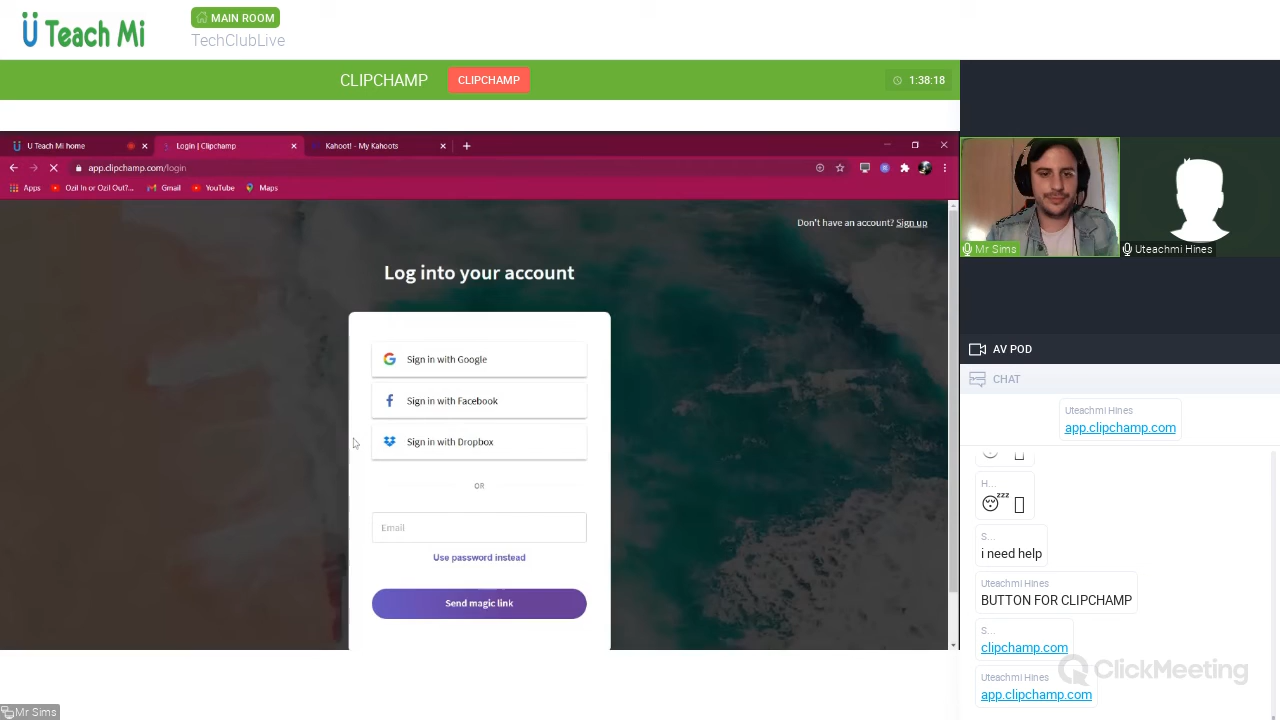 Ü Teach Mi
MAIN ROOM
TechClubLive
CLIPCHAMP
CLIPCHAMP
1:38:18
U Teach Mi home
Login | Clipchamp
Kahoot! - My Kahoots
app.clipchamp.com/login
Apps
Ozil In or Ozil Out?...
Gmail
YouTube
Maps
Don't have an account? Sign up
Log into your account
Sign in with Google
Sign in with Facebook
Sign in with Dropbox
OR
Email
Use password instead
Send magic link
Mr Sims
Mr Sims
Uteachmi Hines
AV POD
CHAT
Uteachmi Hines
app.clipchamp.com
H...
zzz
S...
i need help
Uteachmi Hines
BUTTON FOR CLIPCHAMP
S...
clipchamp.com
Uteachmi Hines
app.clipchamp.com
ClickMeeting